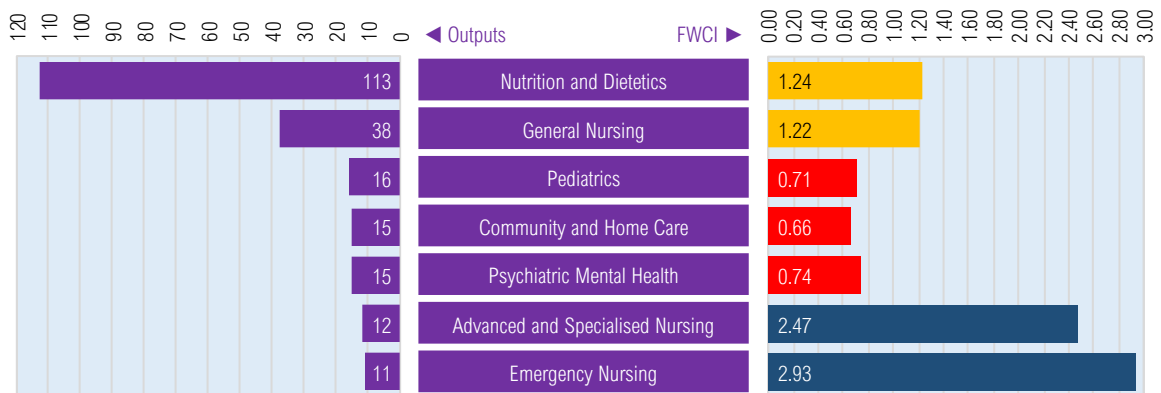 120 110 100 90 80 70 60 50 40 30 20 10 0 ◄ Outputs FWCI ► 0.00 0.20 0.40 0.60 0.80 1.00 1.20 1.40 1.60 1.80 2.00 2.20 2.40 2.60 2.80 3.00
113 Nutrition and Dietetics 1.24
38 General Nursing 1.22
16 Pediatrics 0.71
15 Community and Home Care 0.66
15 Psychiatric Mental Health 0.74
12 Advanced and Specialised Nursing 2.47
11 Emergency Nursing 2.93